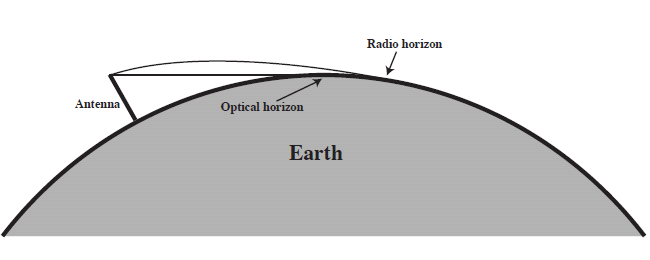 Radio horizon
Antenna
Optical horizon
Earth